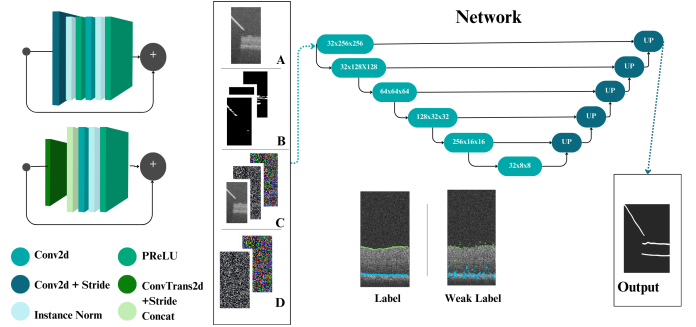 Network
A
B
C
D
32x256x256
32x128X128
64x64x64
128x32x32
256x16x16
32x8x8
UP
UP
UP
UP
UP
Label
Weak Label
Output
Conv2d
PReLU
Conv2d + Stride
ConvTrans2d
+Stride
Instance Norm
Concat